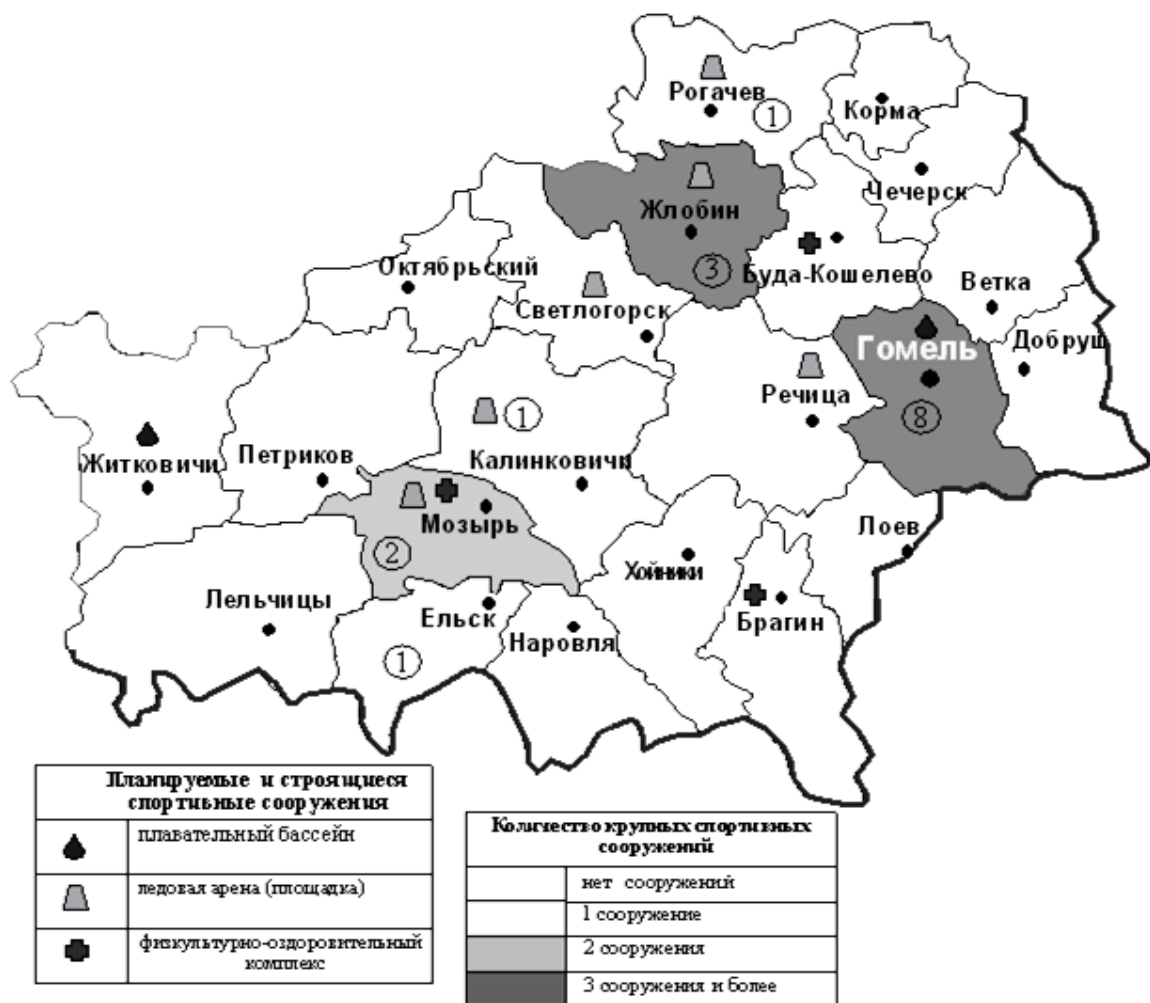 Рогачев
1
Корма
Чечерск
Жлобин
3
Буда-Кошелево
Октябрьский
Светлогорск
Ветка
Гомель
8
Добруш
Речица
1
Житковичи
Петриков
Калинковичи
Мозырь
2
Лоев
Хойники
Лельчицы
Ельск
Наровля
Брагин
1
Планируемые и строящиеся
спортивные сооружения
плавательный бассейн
ледовая арена (площадка)
физкультурно-оздоровительный
комплекс
Количество крупных спортивных
сооружений
нет сооружений
1 сооружение
2 сооружения
3 сооружения и более